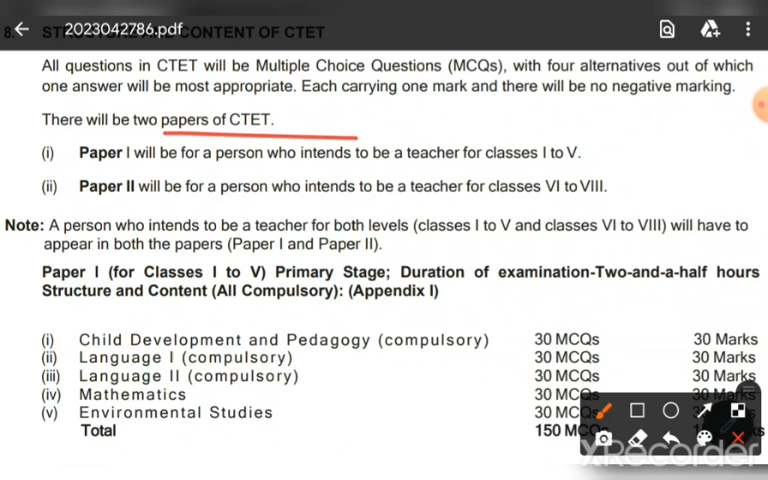 8. STRUCTURE AND CONTENT OF CTET
2023042786.pdf
All questions in CTET will be Multiple Choice Questions (MCQs), with four alternatives out of which
one answer will be most appropriate. Each carrying one mark and there will be no negative marking.
There will be two papers of CTET.
(i) Paper I will be for a person who intends to be a teacher for classes I to V.
(ii) Paper II will be for a person who intends to be a teacher for classes VI to VIII.
Note: A person who intends to be a teacher for both levels (classes I to V and classes VI to VIII) will have to
appear in both the papers (Paper I and Paper II).
Paper I (for Classes I to V) Primary Stage; Duration of examination-Two-and-a-half hours
Structure and Content (All Compulsory): (Appendix I)
(i) Child Development and Pedagogy (compulsory) 30 MCQs 30 Marks
(ii) Language I (compulsory) 30 MCQs 30 Marks
(iii) Language II (compulsory) 30 MCQs 30 Marks
(iv) Mathematics 30 MCQs 30 Marks
(v) Environmental Studies 30 MCQs
Total 150 MCQs
XRecorder